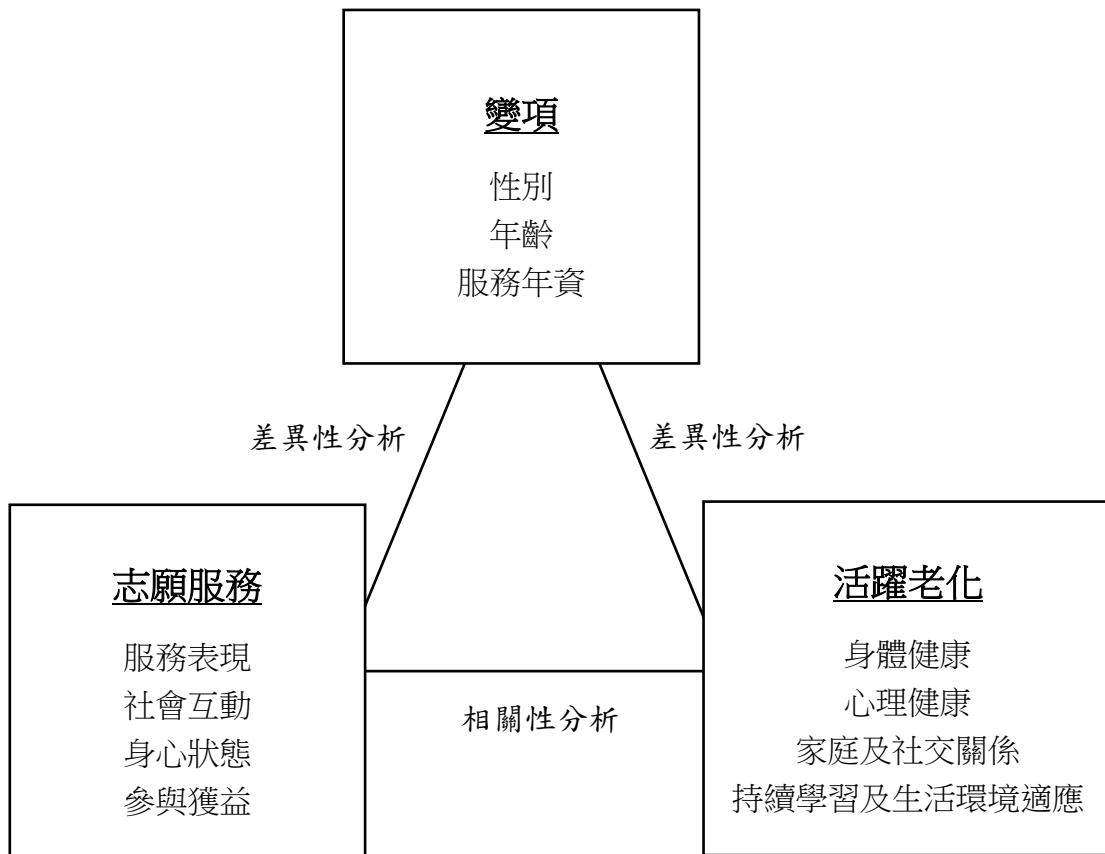 變項
性別
年齡
服務年資
差異性分析
差異性分析
志願服務
服務表現
社會互動
身心狀態
參與獲益
相關性分析
活躍老化
身體健康
心理健康
家庭及社交關係
持續學習及生活環境適應